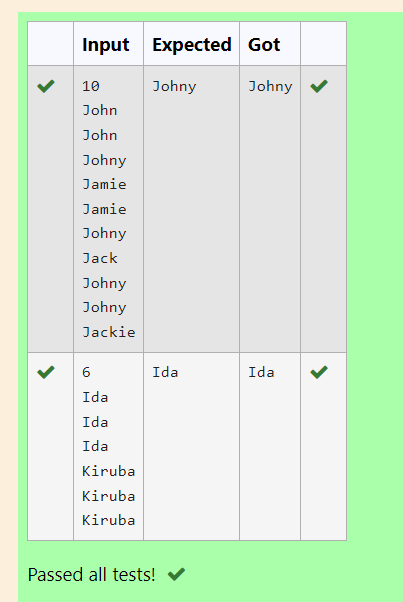 Input Expected Got
10 Johny Johny
John
John
Johny
Jamie
Jamie
Johny
Jack
Johny
Johny
Jackie
6 Ida Ida
Ida
Ida
Ida
Kiruba
Kiruba
Kiruba
Passed all tests!